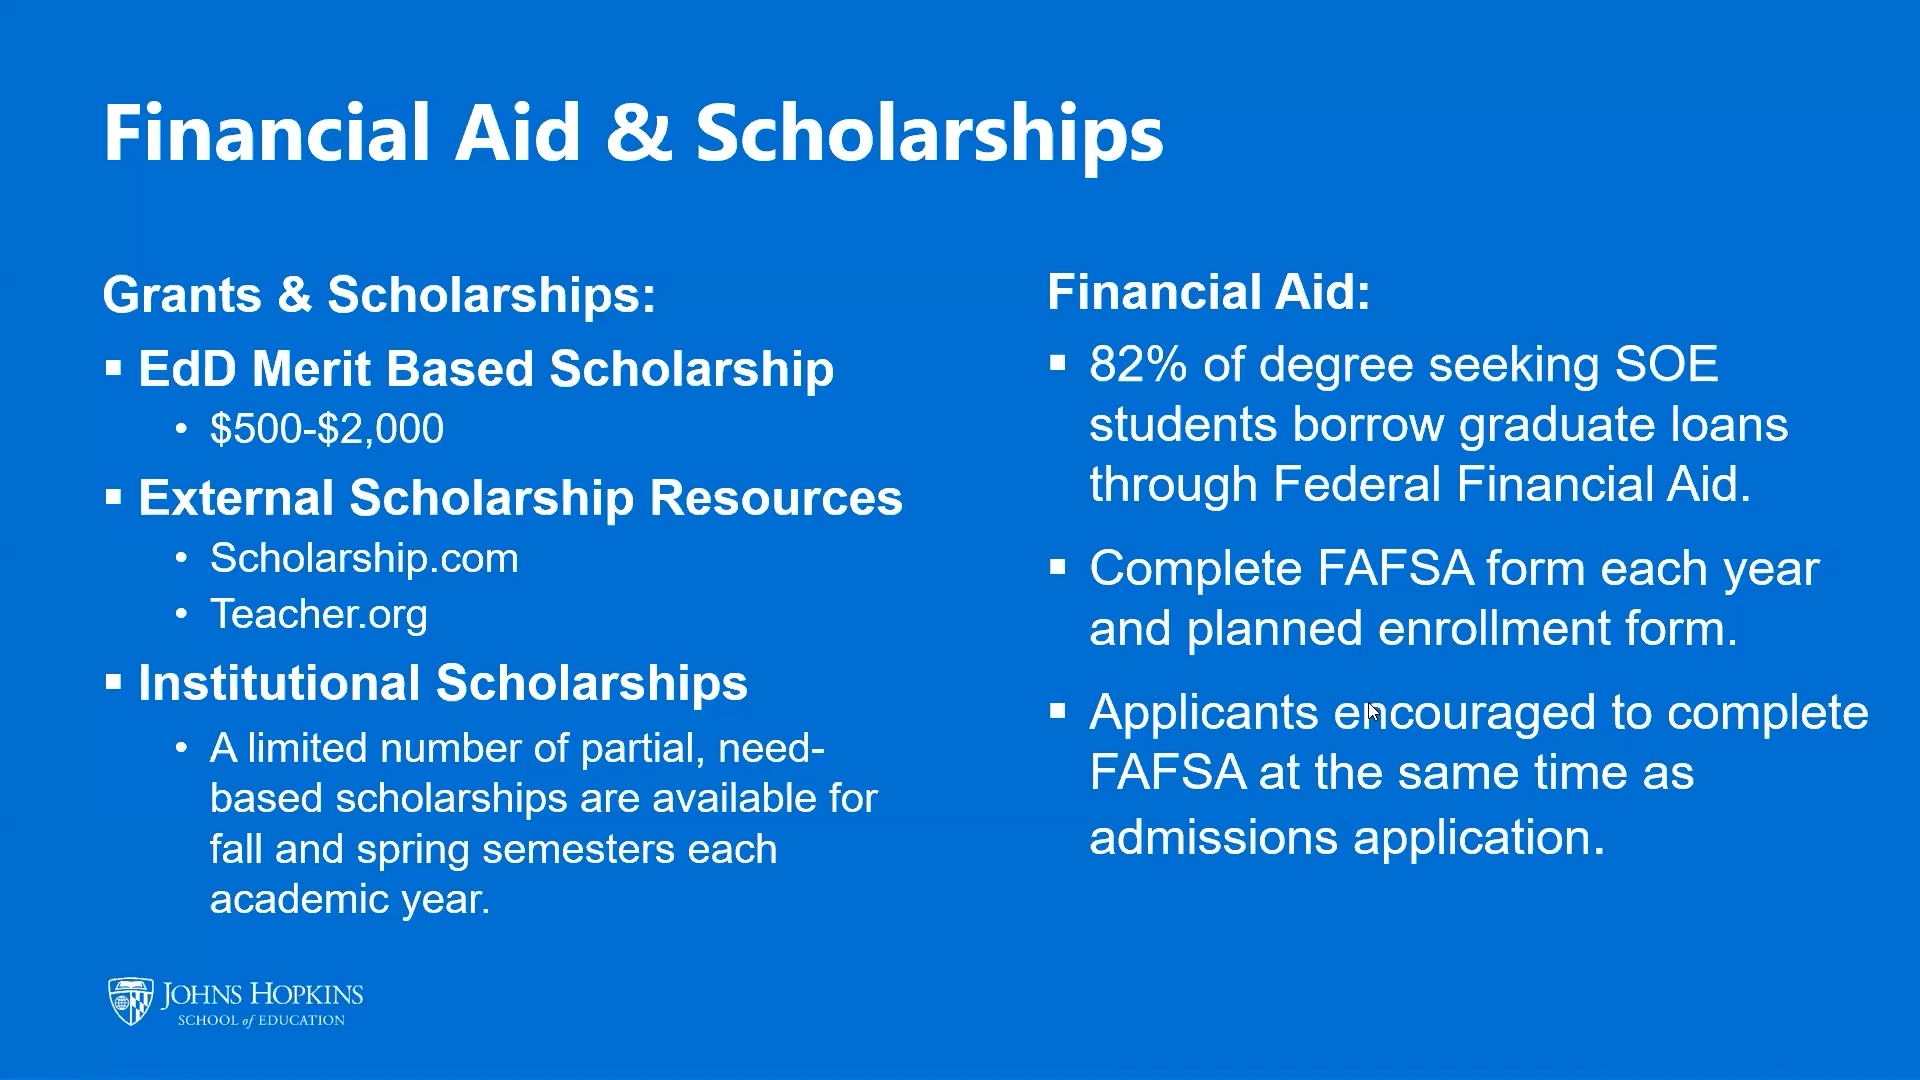 Financial Aid & Scholarships
Grants & Scholarships:
▪ EdD Merit Based Scholarship
• $500-$2,000
▪ External Scholarship Resources
• Scholarship.com
• Teacher.org
▪ Institutional Scholarships
• A limited number of partial, need-
based scholarships are available for
fall and spring semesters each
academic year.
Financial Aid:
▪ 82% of degree seeking SOE
students borrow graduate loans
through Federal Financial Aid.
▪ Complete FAFSA form each year
and planned enrollment form.
▪ Applicants encouraged to complete
FAFSA at the same time as
admissions application.
JOHNS HOPKINS
SCHOOL of EDUCATION